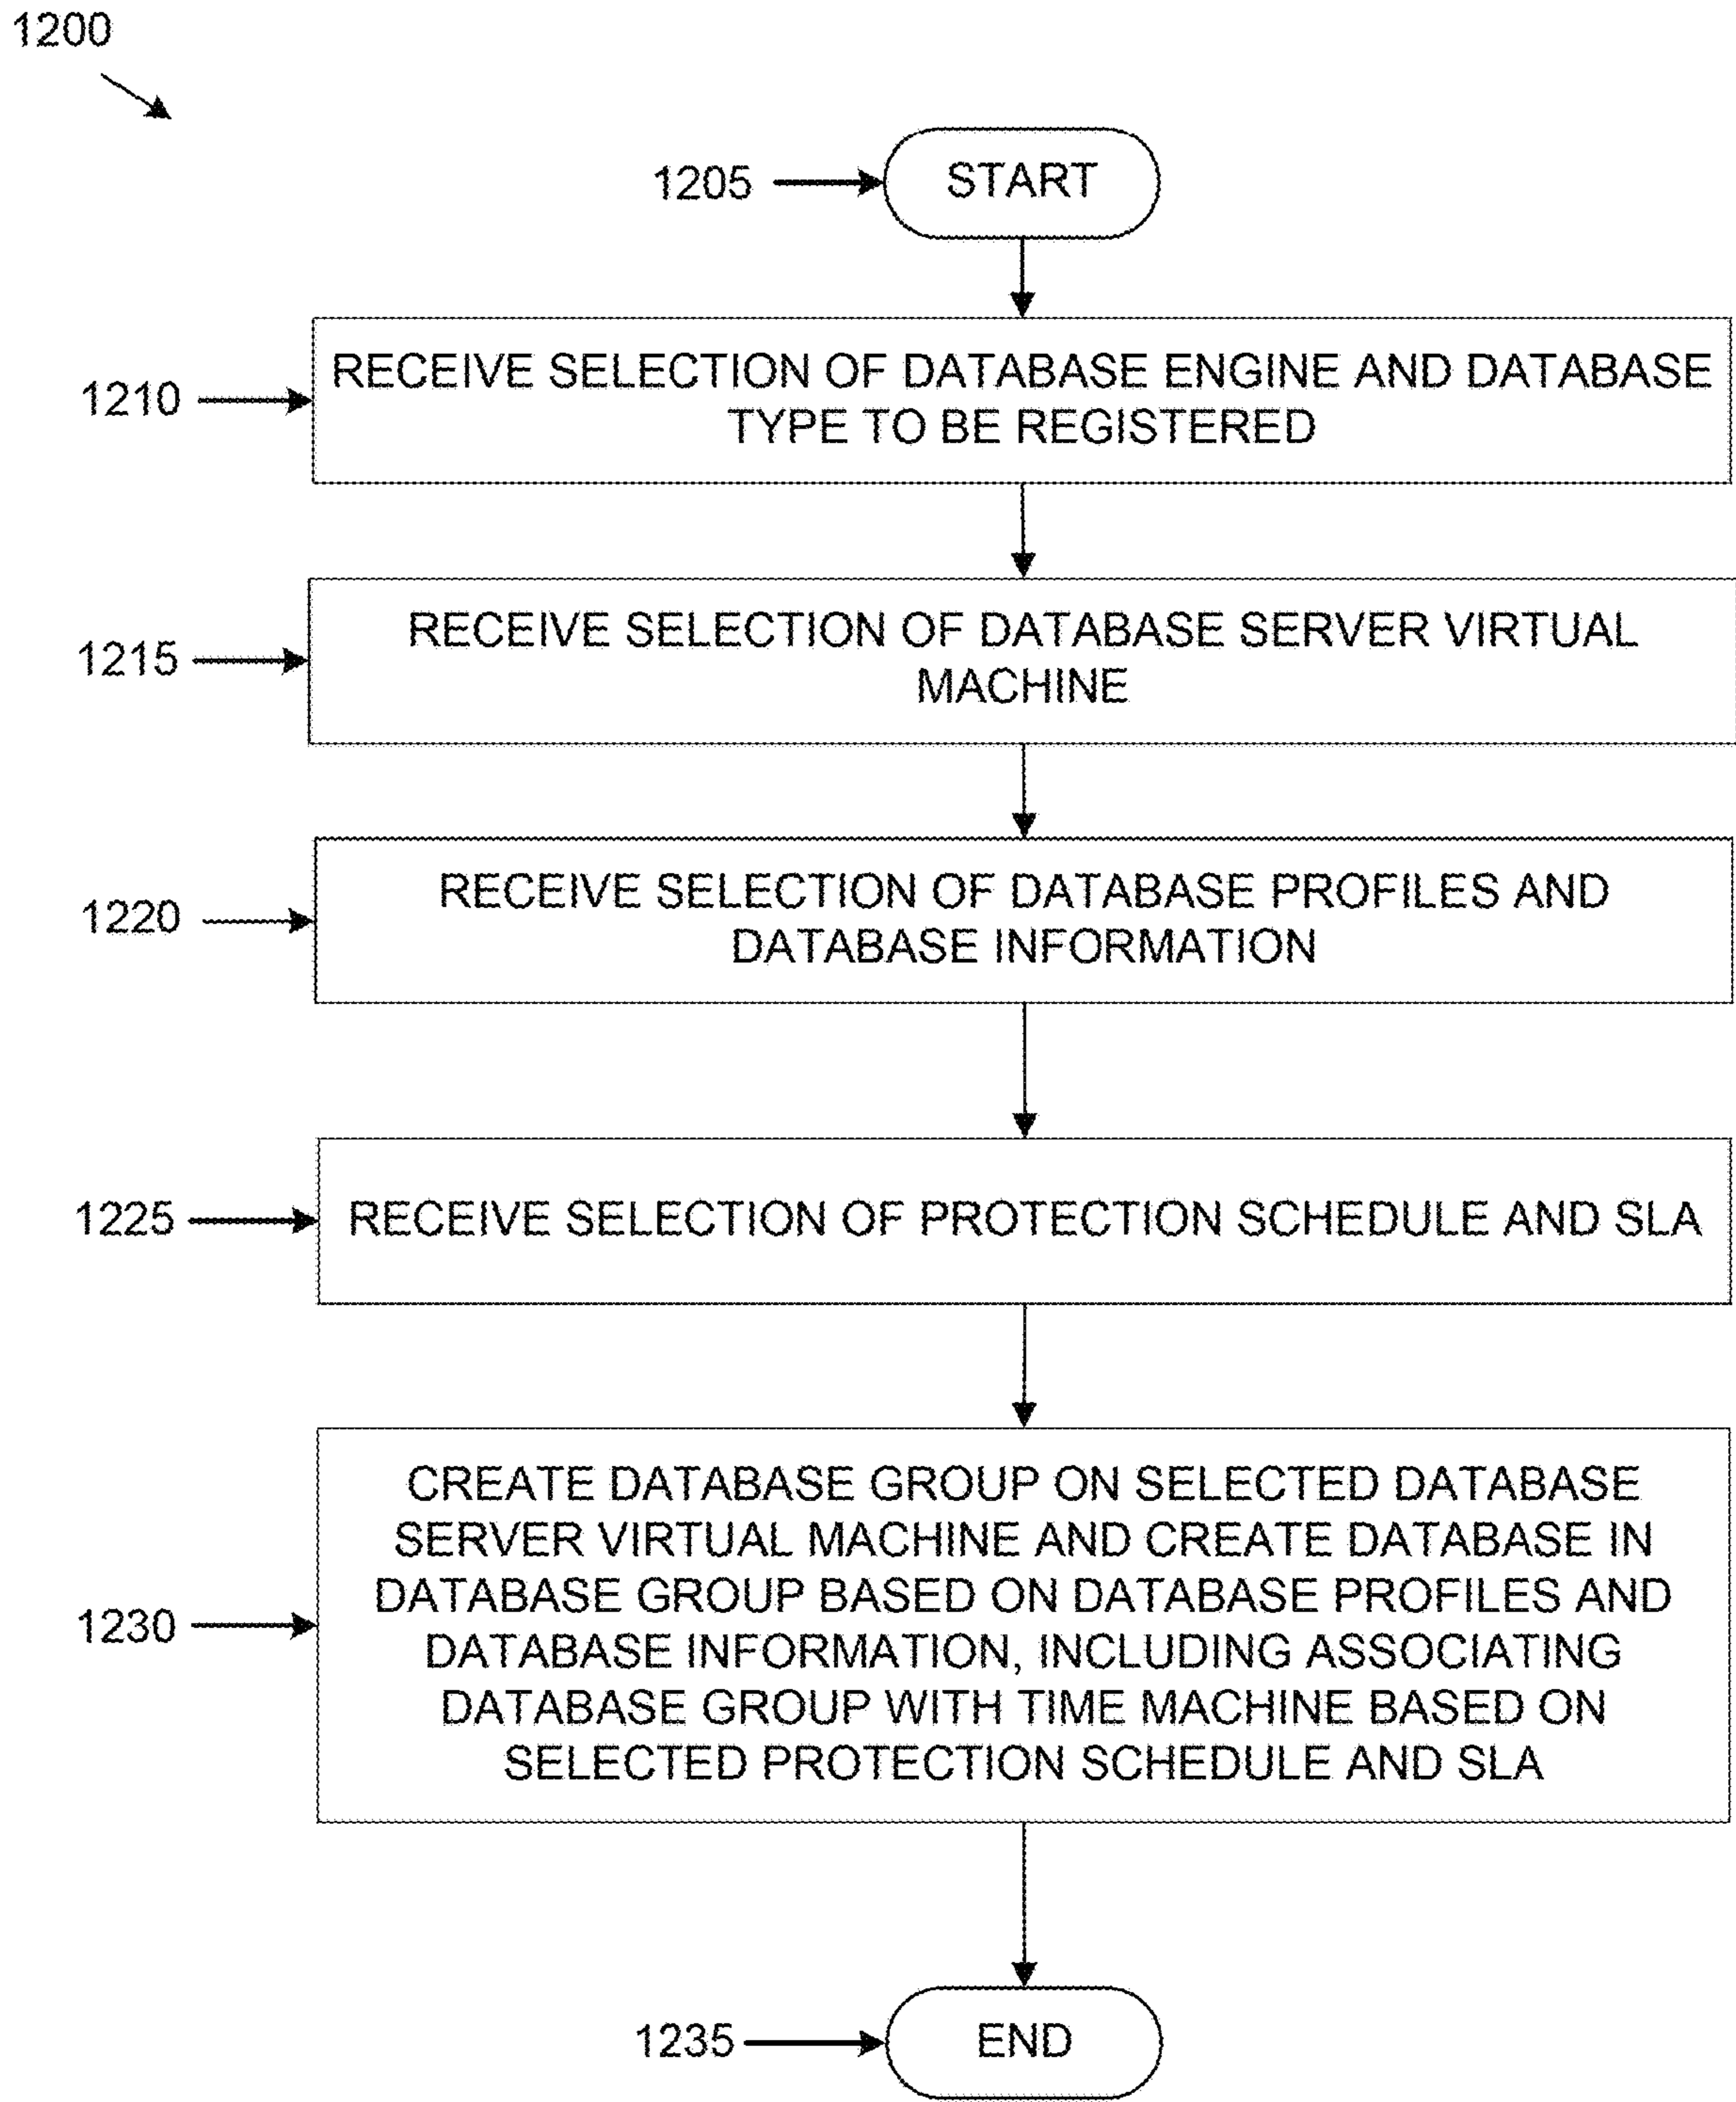 1200
1205
START
1210
RECEIVE SELECTION OF DATABASE ENGINE AND DATABASE
TYPE TO BE REGISTERED
1215
RECEIVE SELECTION OF DATABASE SERVER VIRTUAL
MACHINE
1220
RECEIVE SELECTION OF DATABASE PROFILES AND
DATABASE INFORMATION
1225
RECEIVE SELECTION OF PROTECTION SCHEDULE AND SLA
1230
CREATE DATABASE GROUP ON SELECTED DATABASE
SERVER VIRTUAL MACHINE AND CREATE DATABASE IN
DATABASE GROUP BASED ON DATABASE PROFILES AND
DATABASE INFORMATION, INCLUDING ASSOCIATING
DATABASE GROUP WITH TIME MACHINE BASED ON
SELECTED PROTECTION SCHEDULE AND SLA
1235
END